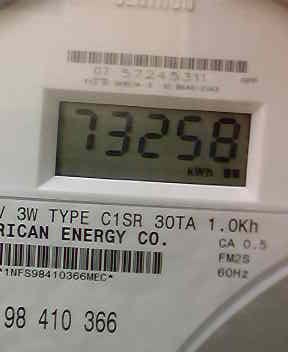 07 57245311
73258
kWh
V 3W TYPE C1SR 30TA 1.0Kh
RICAN ENERGY CO.
CA 0.5
FM2S
60Hz
*1NFS98410366MEC*
98 410 366